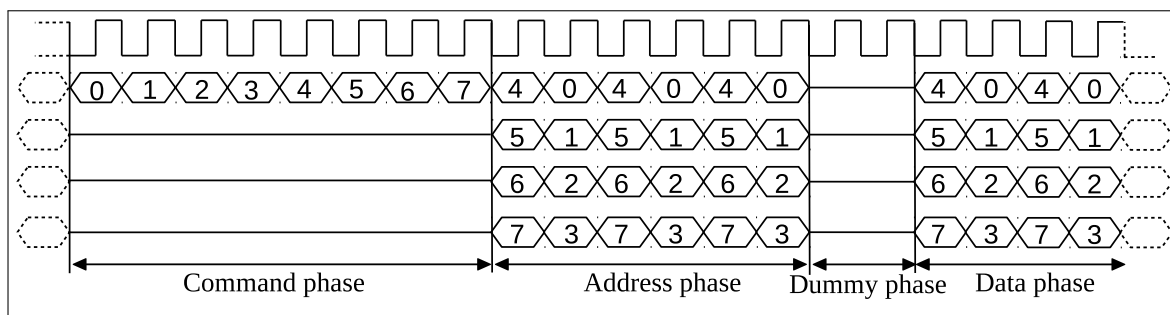 0 1 2 3 4 5 6 7 4 0 4 0 4 0 4 0 4 0
5 1 5 1 5 1 5 1 5 1
6 2 6 2 6 2 6 2 6 2
7 3 7 3 7 3 7 3 7 3
Command phase Address phase Dummy phase Data phase